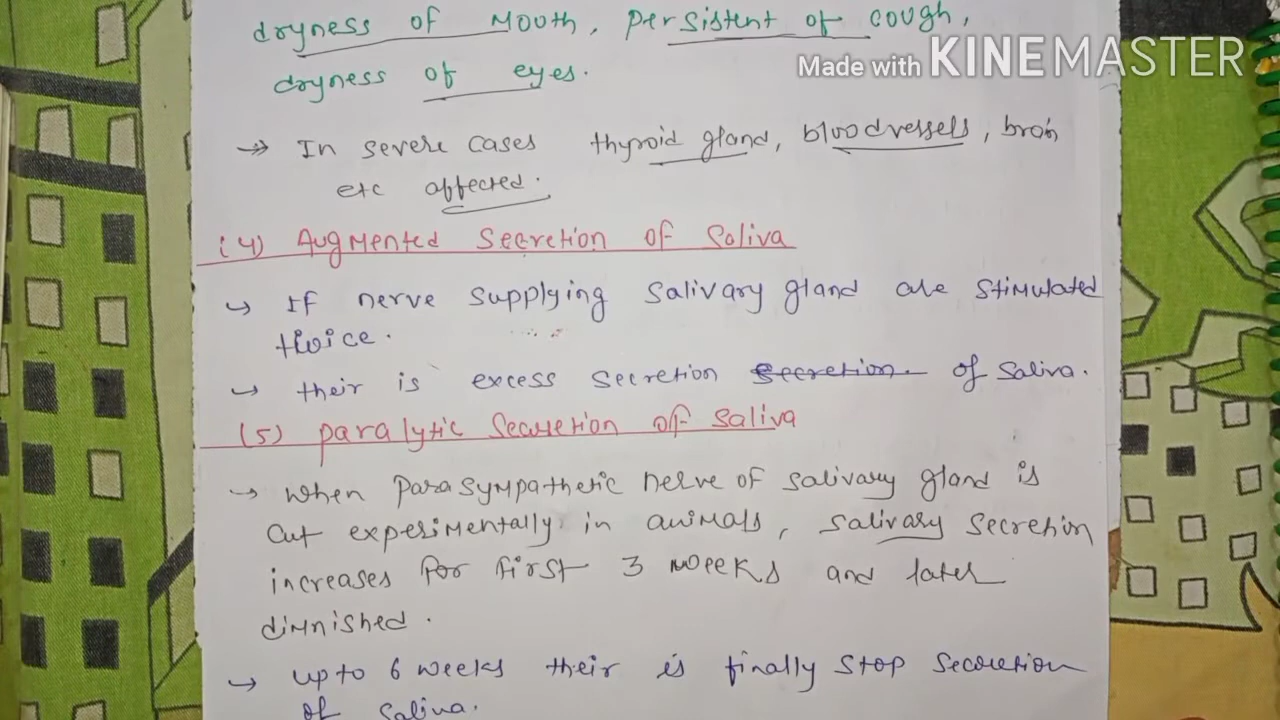 dryness of Mouth, Persistent of cough,
Made with KINEMASTER
dryness of eyes.
In severe cases thyroid gland, bloodvessels, brain
etc affected.
(4) Augmented Secretion of Saliva
If nerve supplying Salivary gland are Stimulated
twice.
their is excess secretion secretion of saliva.
(5) Paralytic Secretion of Saliva
When Parasympathetic nerve of salivary gland is
cut experimentally in animals, salivary secretion
increases for first 3 weeks and later
diminished.
up to 6 weeks their is finally stop secretion
of saliva.